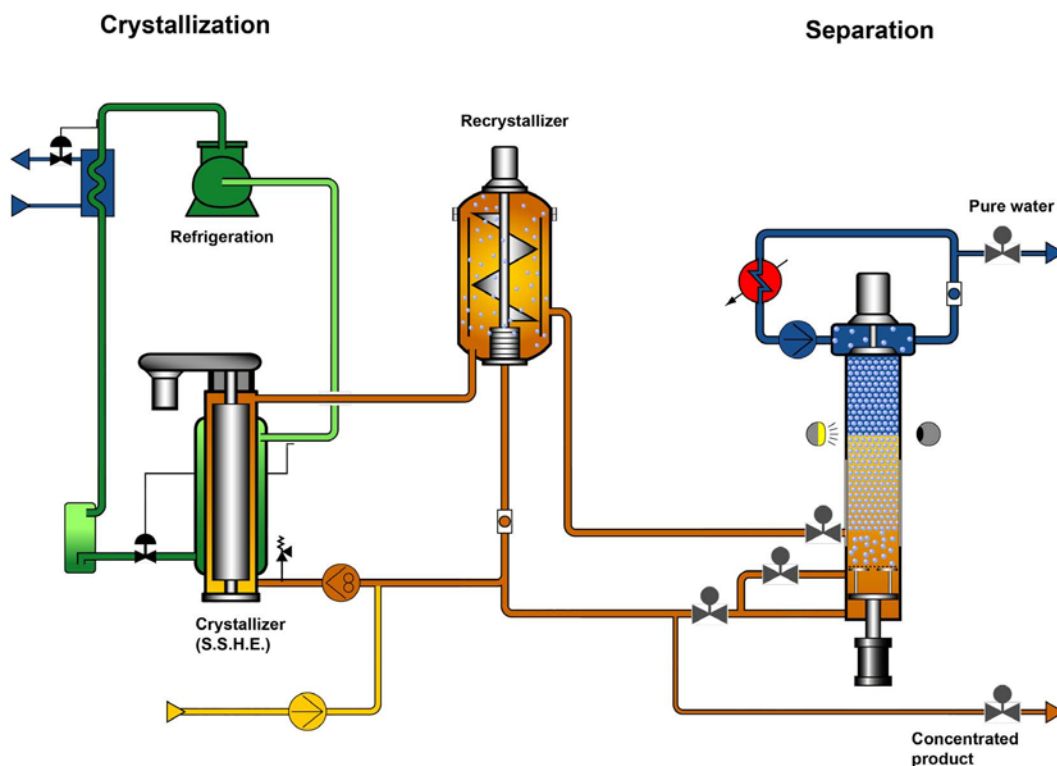 Crystallization
Separation
Recrystallizer
Refrigeration
Pure water
Crystallizer
(S.S.H.E.)
Concentrated
product